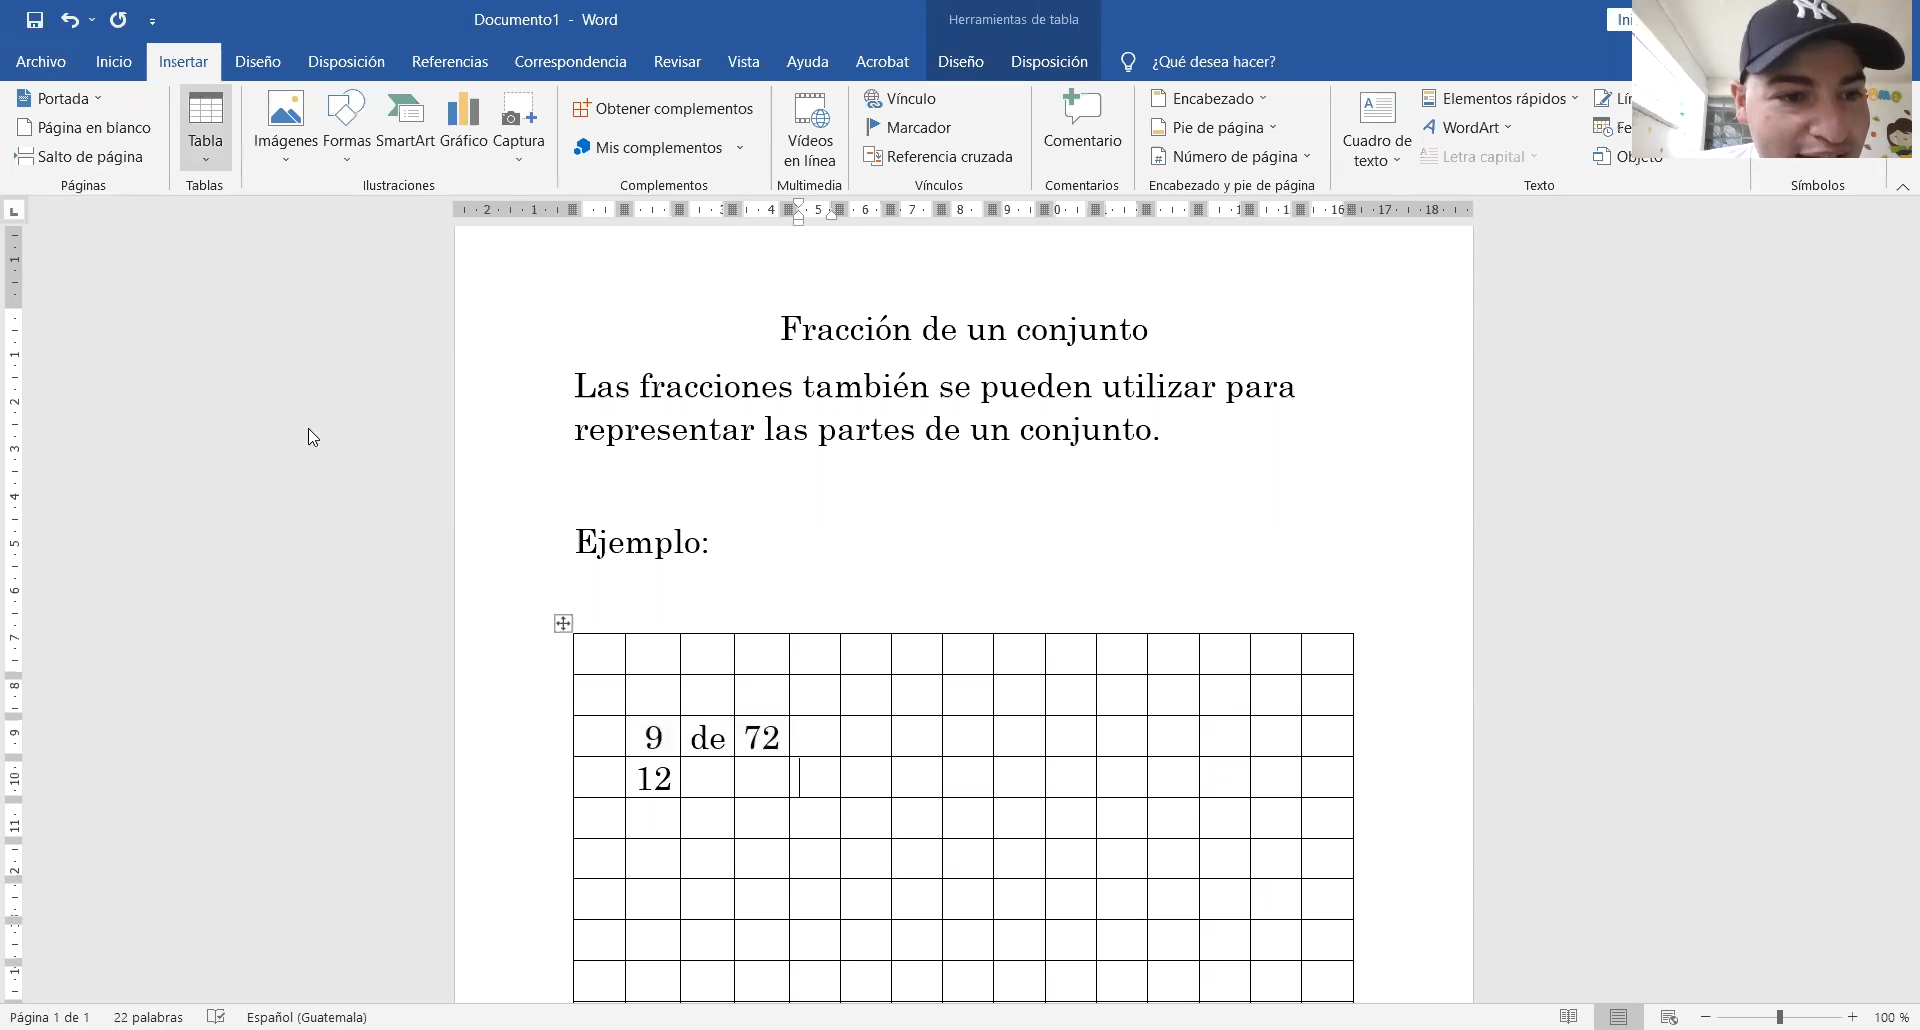 Documento1 - Word
Herramientas de tabla
Archivo Inicio Insertar Diseño Disposición Referencias Correspondencia Revisar Vista Ayuda Acrobat Diseño Disposición ¿Qué desea hacer?
Portada
Página en blanco
Salto de página
Páginas
Tabla
Tablas
Imágenes Formas SmartArt Gráfico Captura
Ilustraciones
Obtener complementos
Mis complementos
Complementos
Vídeos
en línea
Multimedia
Vínculo
Marcador
Referencia cruzada
Vínculos
Comentario
Comentarios
Encabezado
Pie de página
Número de página
Encabezado y pie de página
Cuadro de
texto
Elementos rápidos
WordArt
Letra capital
Objeto
Texto
Símbolos
Fracción de un conjunto
Las fracciones también se pueden utilizar para
representar las partes de un conjunto.
Ejemplo:
9 de 72
12
Página 1 de 1 22 palabras Español (Guatemala) 100 %